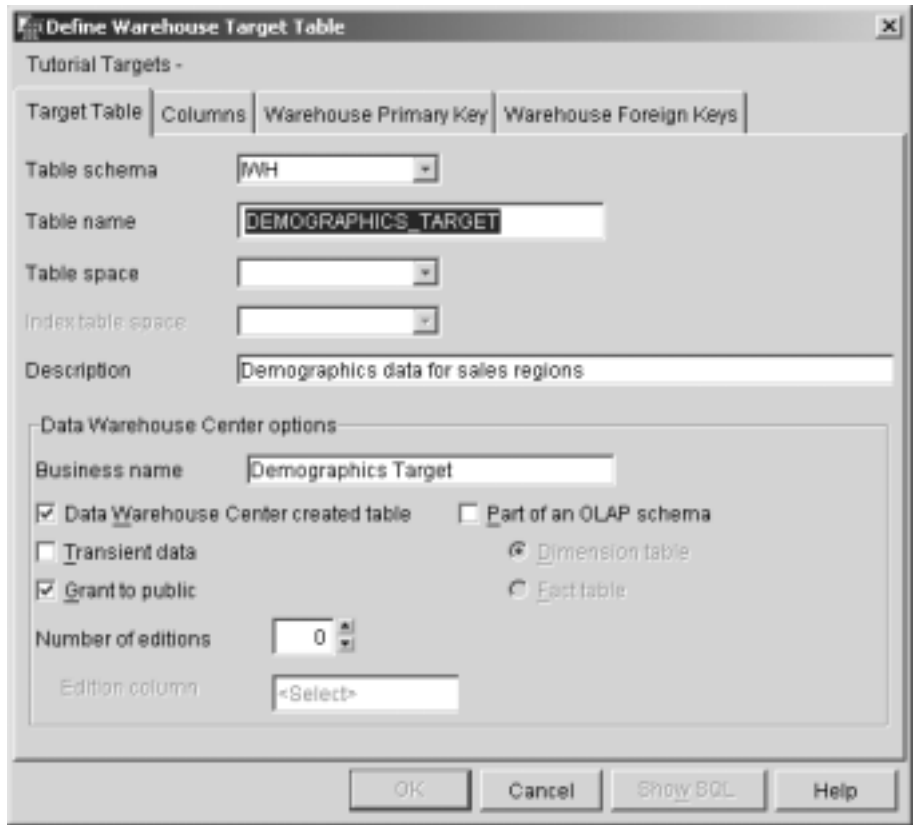 Define Warehouse Target Table
Tutorial Targets -
Target Table Columns Warehouse Primary Key Warehouse Foreign Keys
Table schema IWH
Table name DEMOGRAPHICS_TARGET
Table space
Index table space
Description Demographics data for sales regions
Data Warehouse Center options
Business name Demographics Target
Data Warehouse Center created table Part of an OLAP schema
Transient data Dimension table
Grant to public Fact table
Number of editions 0
Edition column <Select>
OK Cancel Show SQL Help